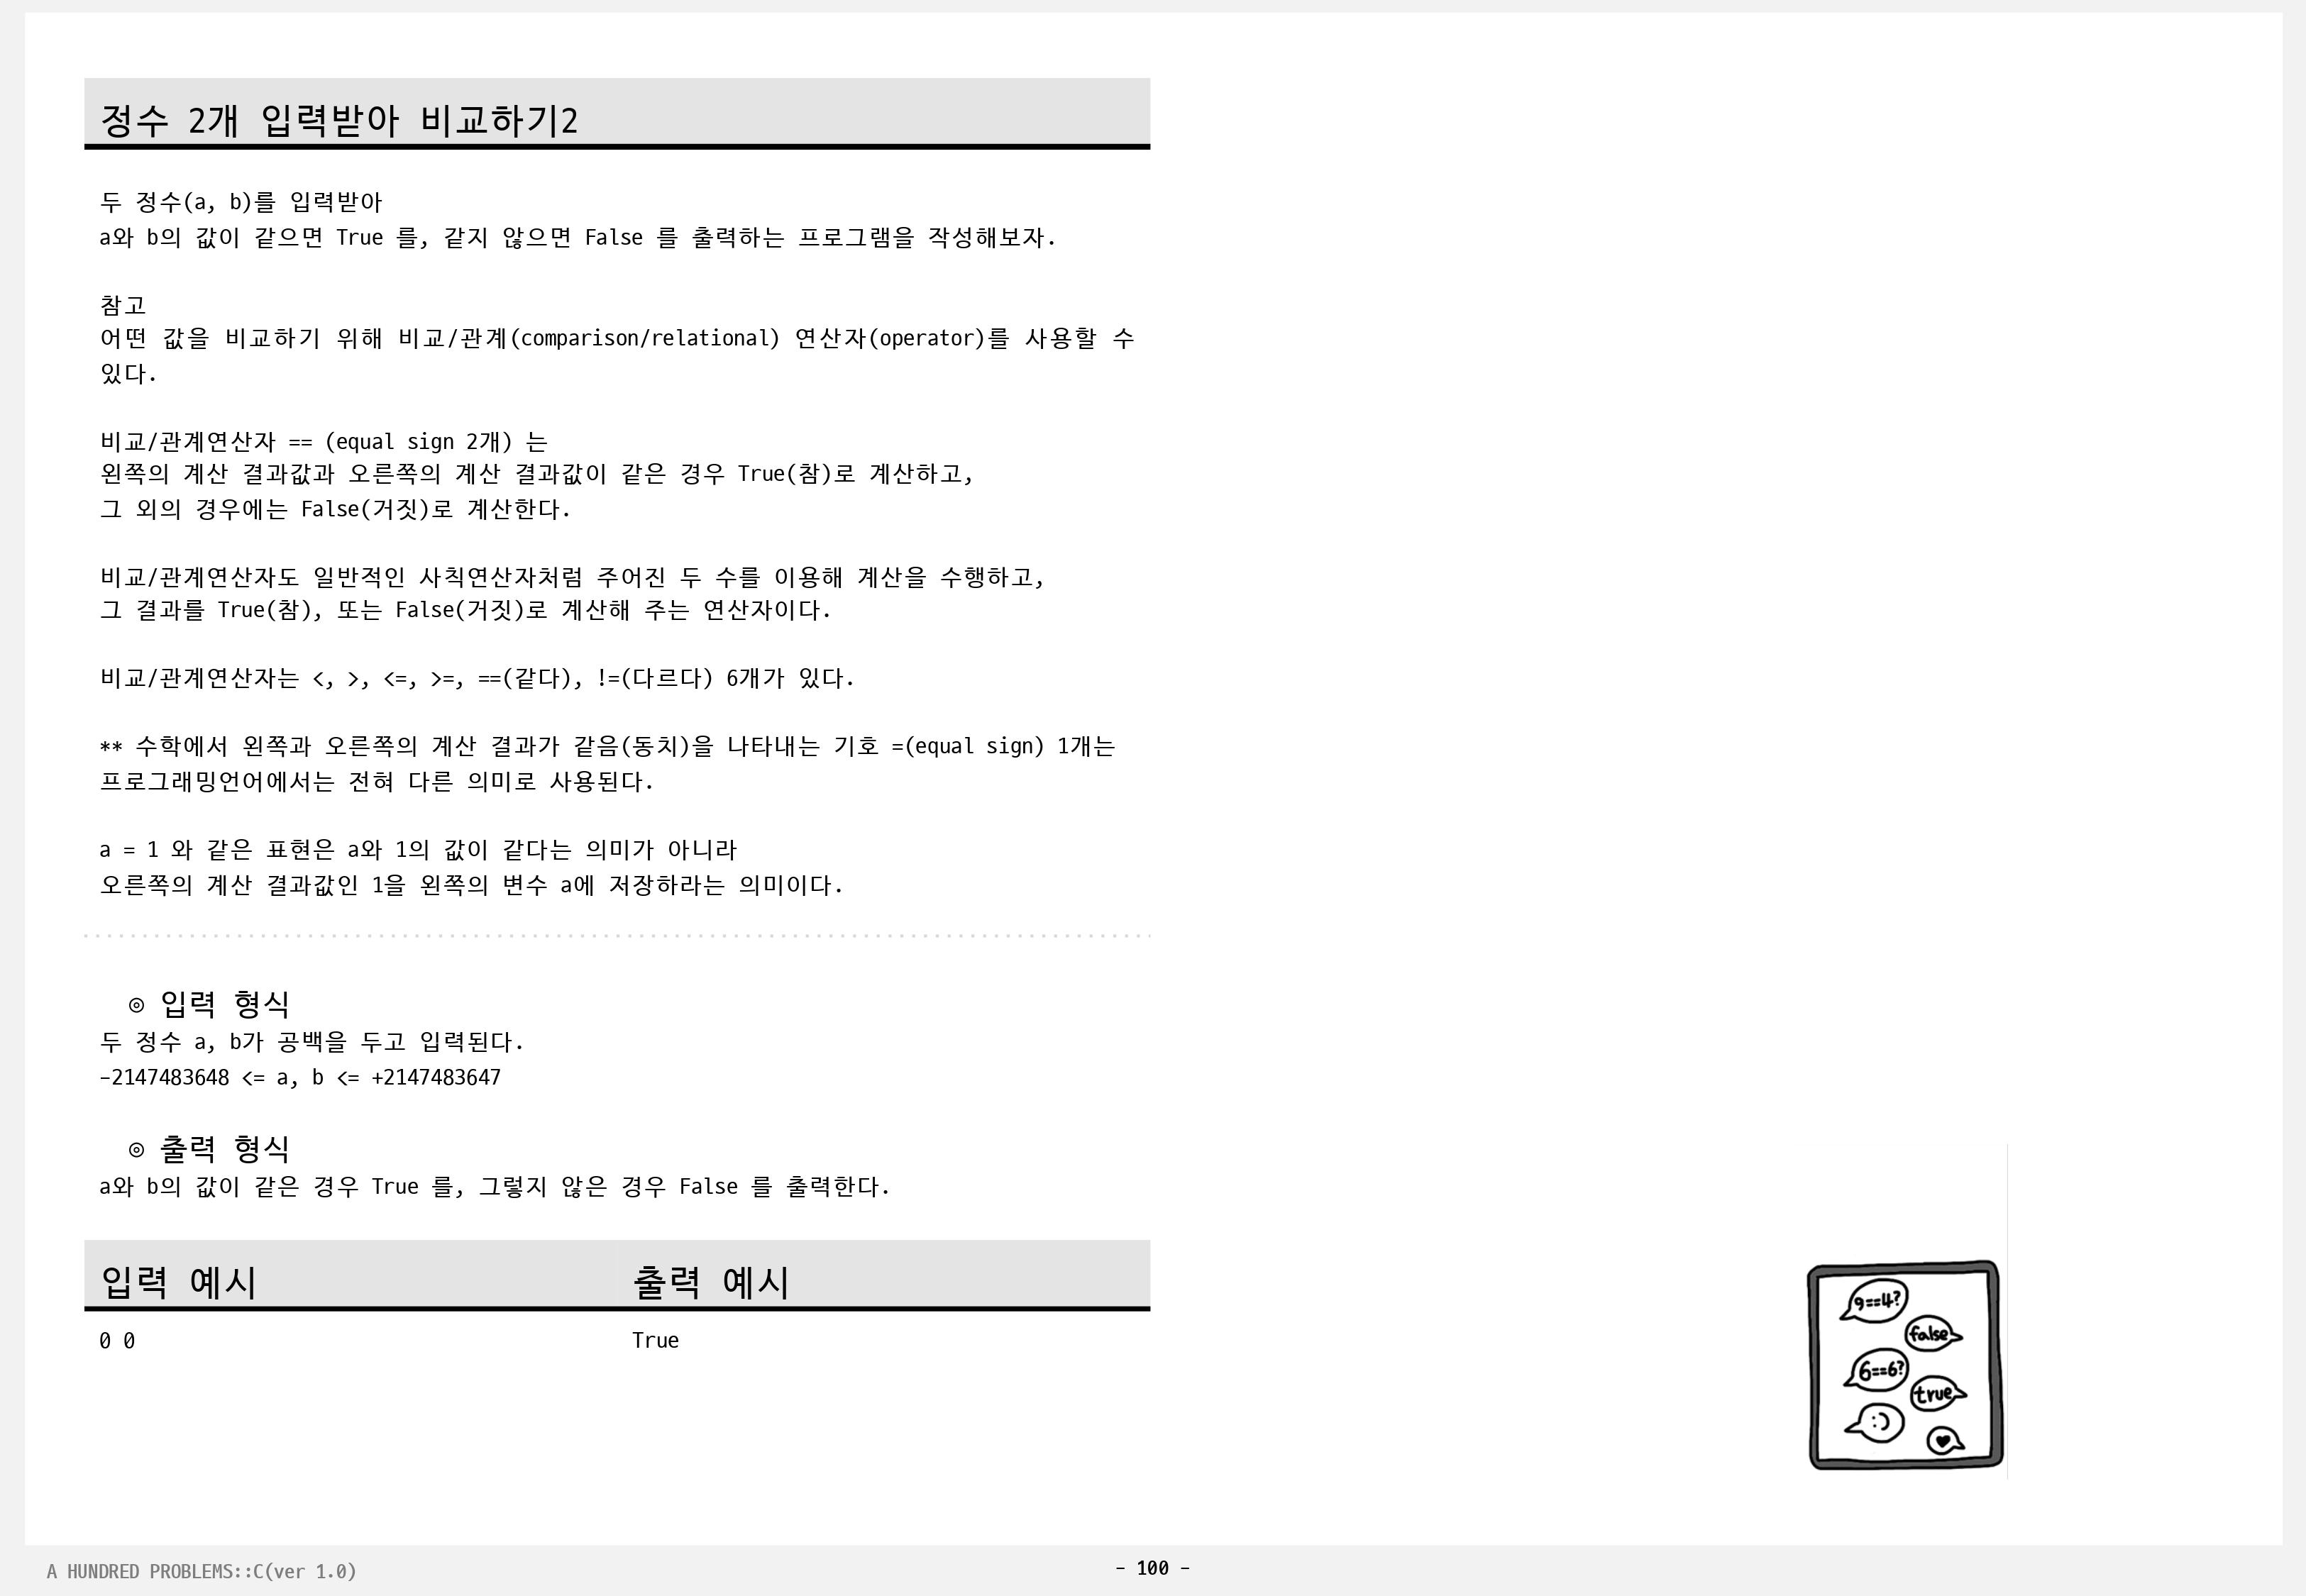 정수 2개 입력받아 비교하기2
두 정수(a, b)를 입력받아
a와 b의 값이 같으면 True 를, 같지 않으면 False 를 출력하는 프로그램을 작성해보자.
참고
어떤 값을 비교하기 위해 비교/관계(comparison/relational) 연산자(operator)를 사용할 수
있다.
비교/관계연산자 == (equal sign 2개) 는
왼쪽의 계산 결과값과 오른쪽의 계산 결과값이 같은 경우 True(참)로 계산하고,
그 외의 경우에는 False(거짓)로 계산한다.
비교/관계연산자도 일반적인 사칙연산자처럼 주어진 두 수를 이용해 계산을 수행하고,
그 결과를 True(참), 또는 False(거짓)로 계산해 주는 연산자이다.
비교/관계연산자는 <, >, <=, >=, ==(같다), !=(다르다) 6개가 있다.
** 수학에서 왼쪽과 오른쪽의 계산 결과가 같음(동치)을 나타내는 기호 =(equal sign) 1개는
프로그래밍언어에서는 전혀 다른 의미로 사용된다.
a = 1 와 같은 표현은 a와 1의 값이 같다는 의미가 아니라
오른쪽의 계산 결과값인 1을 왼쪽의 변수 a에 저장하라는 의미이다.
◎ 입력 형식
두 정수 a, b가 공백을 두고 입력된다.
-2147483648 <= a, b <= +2147483647
◎ 출력 형식
a와 b의 값이 같은 경우 True 를, 그렇지 않은 경우 False 를 출력한다.
입력 예시 출력 예시
0 0 True
9==4?
false
6==6?
true
:)
A HUNDRED PROBLEMS::C(ver 1.0)
- 100 -